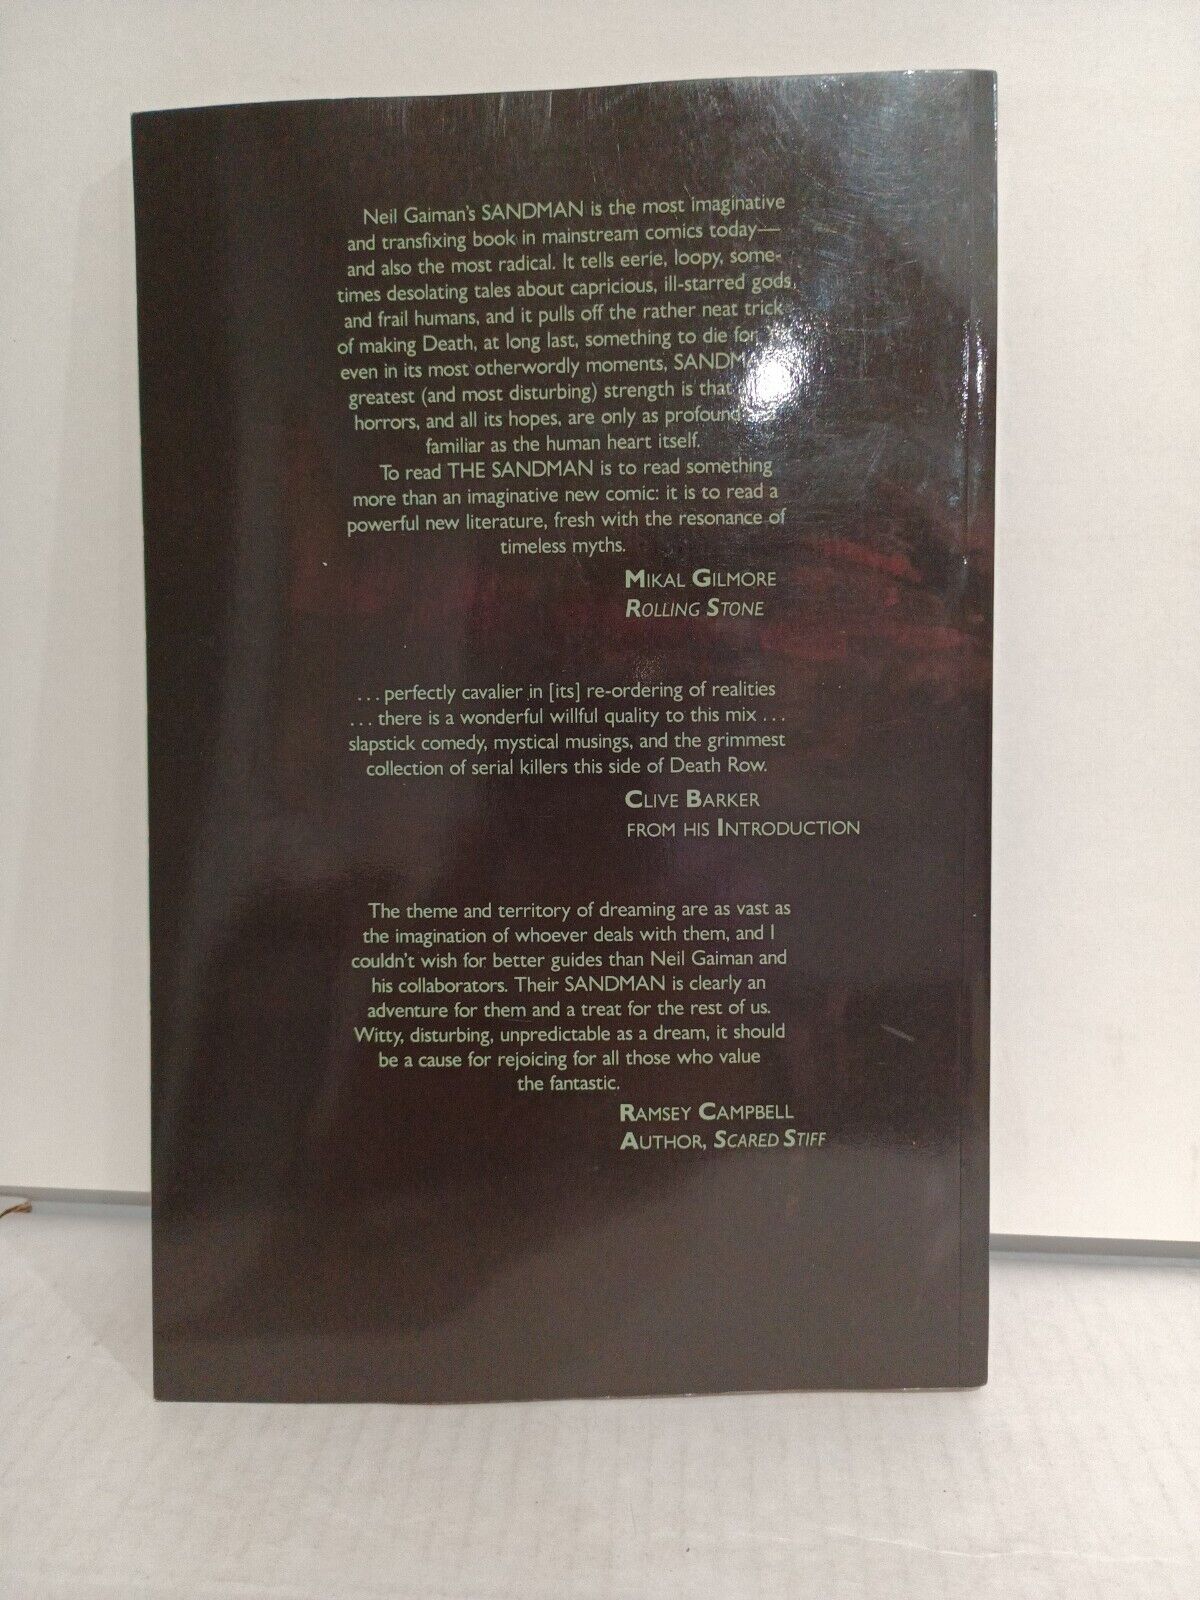 Neil Gaiman's SANDMAN is the most imaginative
and transfixing book in mainstream comics today—
and also the most radical. It tells eerie, loopy, some-
times desolating tales about capricious, ill-starred gods,
and frail humans, and it pulls off the rather neat trick
of making Death, at long last, something to die for.
even in its most otherwordly moments,
greatest (and most disturbing) strength is that
horrors, and all its hopes, are only as profound
familiar as the human heart itself.
To read THE SANDMAN is to read something
more than an imaginative new comic: it is to read a
powerful new literature, fresh with the resonance of
timeless myths.
MIKAL GILMORE
ROLLING STONE
... perfectly cavalier in [its] re-ordering of realities
... there is a wonderful willful quality to this mix ...
slapstick comedy, mystical musings, and the grimmest
collection of serial killers this side of Death Row.
CLIVE BARKER
FROM HIS INTRODUCTION
The theme and territory of dreaming are as vast as
the imagination of whoever deals with them, and I
couldn't wish for better guides than Neil Gaiman and
his collaborators. Their SANDMAN is clearly an
adventure for them and a treat for the rest of us.
Witty, disturbing, unpredictable as a dream, it should
be a cause for rejoicing for all those who value
the fantastic.
RAMSEY CAMPBELL
AUTHOR, SCARED STIFF